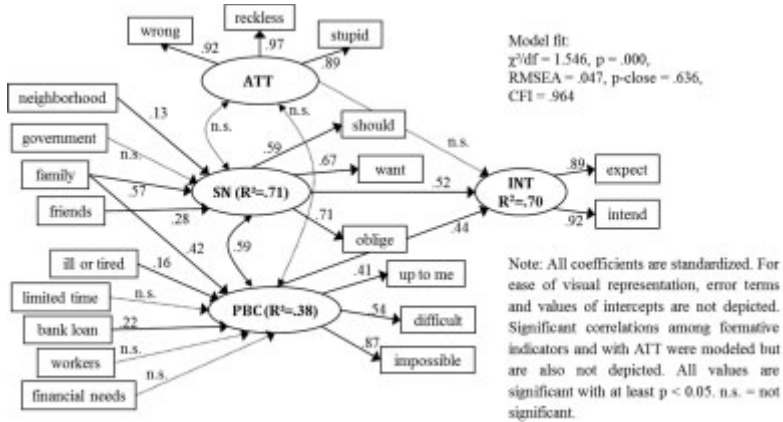 reckless
wrong
stupid
.92
.97
.89
ATT
Model fit:
χ²/df = 1.546, p = .000,
RMSEA = .047, p-close = .636,
CFI = .964
neighborhood
.13
government
n.s.
n.s.
n.s.
n.s.
should
.59
family
.57
SN (R²=.71)
.67
want
.52
INT
R²=.70
.89
expect
.92
intend
friends
.28
.71
oblige
.44
.42
.59
ill or tired
.16
.41
up to me
limited time
n.s.
PBC (R²=.38)
.54
difficult
bank loan
.22
workers
n.s.
.87
impossible
financial needs
n.s.
Note: All coefficients are standardized. For
ease of visual representation, error terms
and values of intercepts are not depicted.
Significant correlations among formative
indicators and with ATT were modeled but
are also not depicted. All values are
significant with at least p < 0.05. n.s. = not
significant.